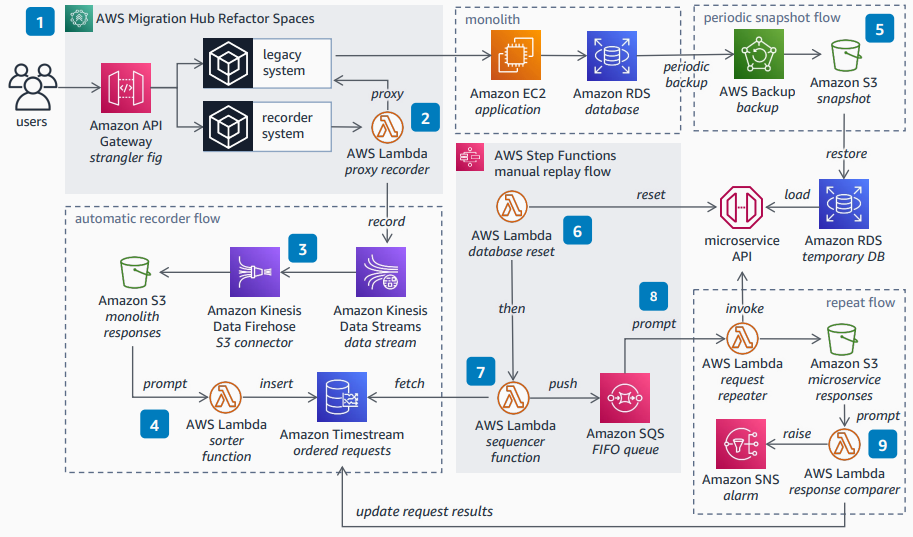 1
AWS Migration Hub Refactor Spaces
users
Amazon API
Gateway
strangler fig
legacy
system
recorder
system
proxy
2
AWS Lambda
proxy recorder
monolith
Amazon EC2
application
Amazon RDS
database
periodic
backup
periodic snapshot flow
5
AWS Backup
backup
Amazon S3
snapshot
restore
automatic recorder flow
record
3
Amazon S3
monolith
responses
Amazon Kinesis
Data Firehose
S3 connector
Amazon Kinesis
Data Streams
data stream
prompt
4
AWS Lambda
sorter
function
insert
Amazon Timestream
ordered requests
fetch
AWS Step Functions
manual replay flow
AWS Lambda
database reset
6
reset
then
7
AWS Lambda
sequencer
function
push
Amazon SQS
FIFO queue
8
prompt
microservice
API
load
Amazon RDS
temporary DB
repeat flow
invoke
AWS Lambda
request
repeater
Amazon S3
microservice
responses
prompt
9
raise
Amazon SNS
alarm
AWS Lambda
response comparer
update request results